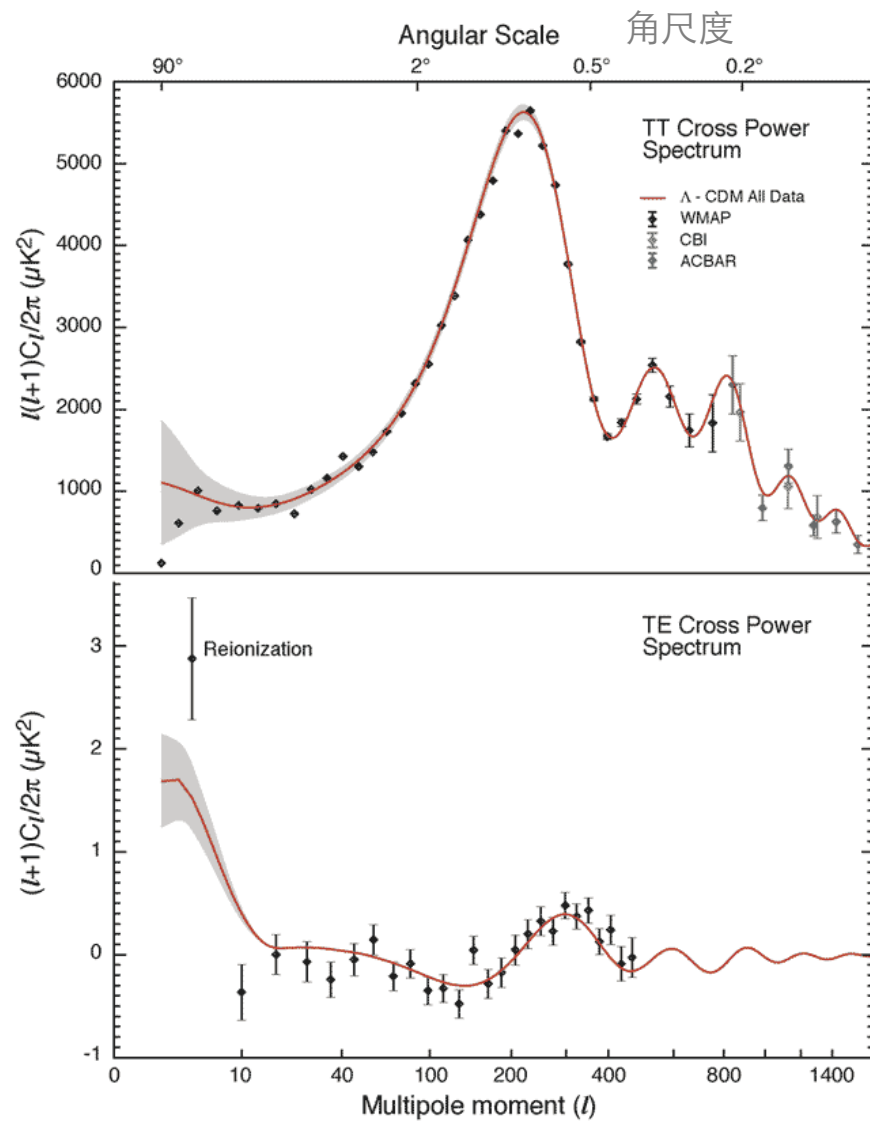 Angular Scale 角尺度
90° 2° 0.5° 0.2°
6000
5000
4000
3000
2000
1000
0
l(l+1)Cl/2π (μK²)
TT Cross Power
Spectrum
Λ - CDM All Data
WMAP
CBI
ACBAR
3
2
1
0
-1
(l+1)Cl/2π (μK²)
Reionization
TE Cross Power
Spectrum
0 10 40 100 200 400 800 1400
Multipole moment (l)